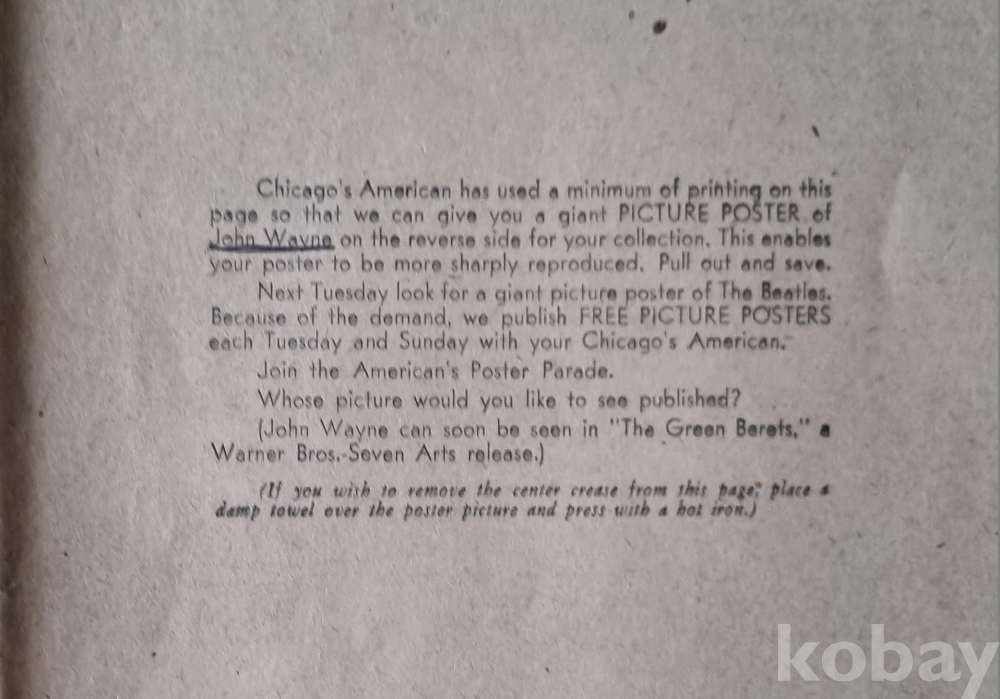 Chicago's American has used a minimum of printing on this
page so that we can give you a giant PICTURE POSTER of
John Wayne on the reverse side for your collection. This enables
your poster to be more sharply reproduced. Pull out and save.
Next Tuesday look for a giant picture poster of The Beatles.
Because of the demand, we publish FREE PICTURE POSTERS
each Tuesday and Sunday with your Chicago's American.
Join the American's Poster Parade.
Whose picture would you like to see published?
(John Wayne can soon be seen in "The Green Berets," a
Warner Bros.-Seven Arts release.)
(If you wish to remove the center crease from this page, place a
damp towel over the poster picture and press with a hot iron.)
kobay